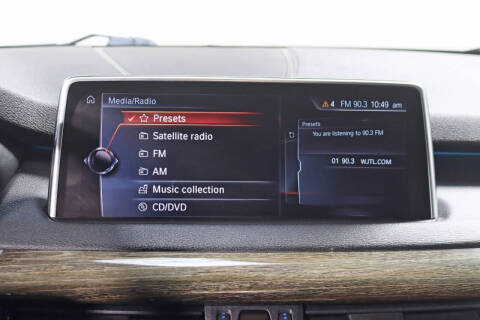 Media/Radio
4 FM 90.3 10:49 am
Presets
Satellite radio
FM
AM
Music collection
CD/DVD
Presets
You are listening to 90.3 FM
01 90.3 WJTL.COM